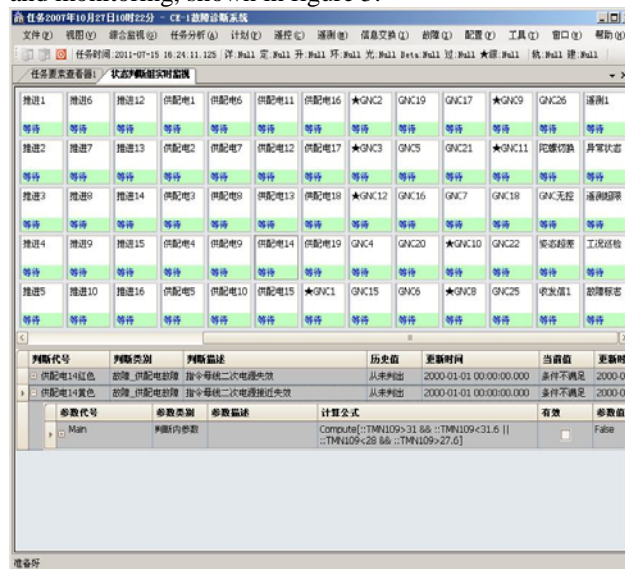 and monitoring, shown in figure 3.
任务2007年10月27日10时22分 - CE-1故障诊断系统
文件(F) 视图(V) 综合监视(G) 任务分析(A) 计划(P) 遥控(C) 遥测(M) 信息交换(I) 故障(D) 配置(P) 工具(T) 窗口(W) 帮助(H)
任务时间:2011-07-15 16:24:11.125 详:Null 定:Null 升:Null 环:Null 光:Null Beta:Null 过:Null 轨:Null 建:Null
任务要素查看器1 状态判断组实时监视
推进1 推进6 推进12 供配电1 供配电6 供配电11 供配电16 ★GNC2 GNC19 GNC17 ★GNC9 GNC26 遥测1
等待 等待 等待 等待 等待 等待 等待 等待 等待 等待 等待 等待 等待
推进2 推进7 推进13 供配电2 供配电7 供配电12 供配电17 ★GNC3 GNC5 GNC21 ★GNC11 陀螺切换 异常状态
等待 等待 等待 等待 等待 等待 等待 等待 等待 等待 等待 等待 等待
推进3 推进8 推进14 供配电3 供配电8 供配电13 供配电18 ★GNC12 GNC16 GNC7 GNC18 GNC无控 遥测超限
等待 等待 等待 等待 等待 等待 等待 等待 等待 等待 等待 等待 等待
推进4 推进9 推进15 供配电4 供配电9 供配电14 供配电19 GNC4 GNC20 ★GNC10 GNC22 姿态超差 工况巡检
等待 等待 等待 等待 等待 等待 等待 等待 等待 等待 等待 等待 等待
推进5 推进10 推进16 供配电5 供配电10 供配电15 ★GNC1 GNC15 GNC6 ★GNC8 GNC25 收发信1 故障标志
等待 等待 等待 等待 等待 等待 等待 等待 等待 等待 等待 等待 等待
判断代号 判断类别 判断描述 历史值 更新时间 当前值 更新时
供配电14红色 故障_供配电故障 指令母线二次电源失效 从未判出 2000-01-01 00:00:00.000 条件不满足 2000-0
供配电14黄色 故障_供配电故障 指令母线二次电源接近失效 从未判出 2000-01-01 00:00:00.000 条件不满足 2000-0
参数代号 参数类别 参数描述 计算公式 有效 参数值
Main 判断内参数 Compute[::TMN109>31 && ::TMN109<31.6 || False
::TMN109<28 && ::TMN109>27.6]
准备好